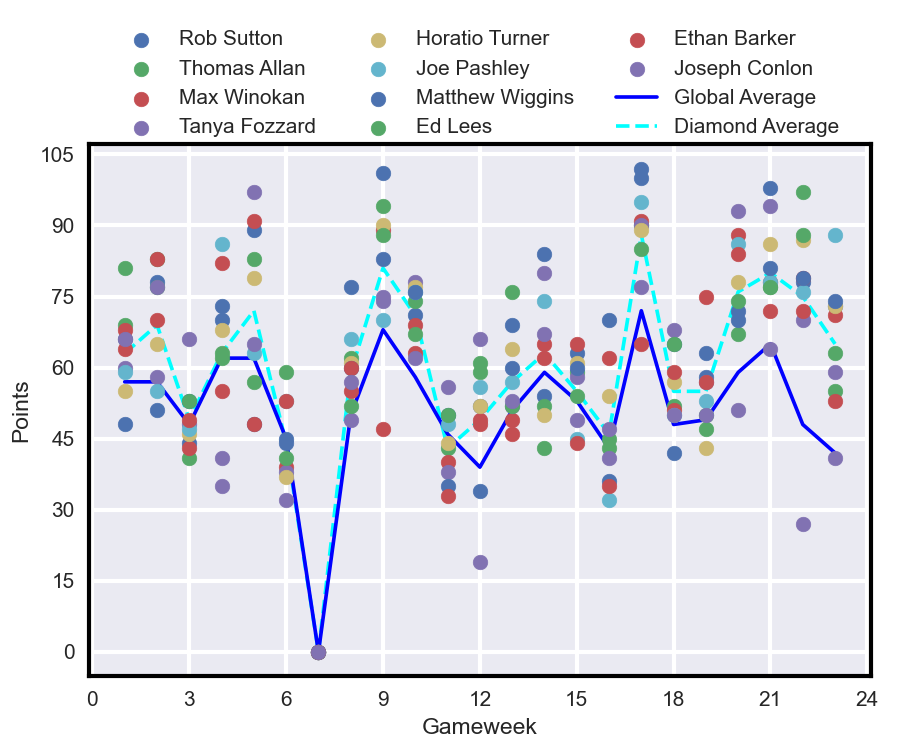 Rob Sutton Horatio Turner Ethan Barker
Thomas Allan Joe Pashley Joseph Conlon
Max Winokan Matthew Wiggins Global Average
Tanya Fozzard Ed Lees Diamond Average
105
90
75
60
45
30
15
0
Points
0 3 6 9 12 15 18 21 24
Gameweek